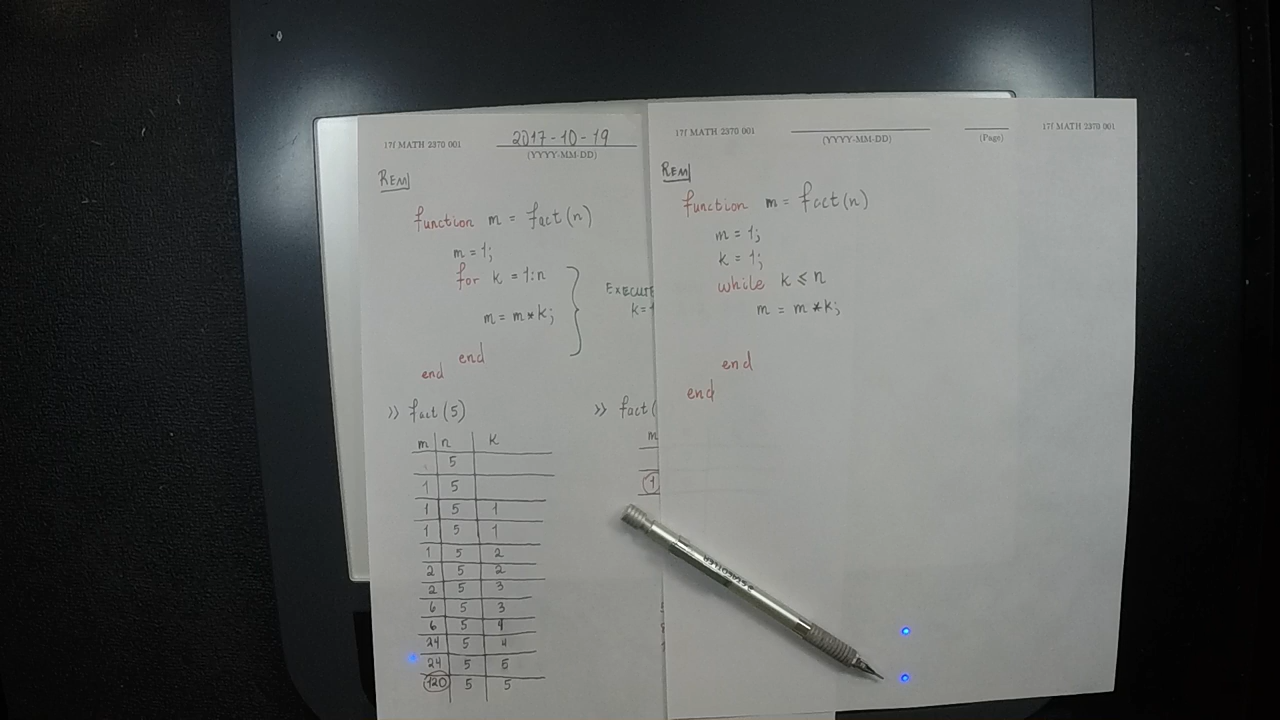 17f MATH 2370 001
2017-10-19
(YYYY-MM-DD)
REM
function m = fact(n)
m = 1;
for k = 1:n
m = m*k;
end
end
EXECUTE
k=
>> fact(5)
m n k
5
1 5
1 5 1
1 5 1
1 5 2
2 5 2
2 5 3
6 5 3
6 5 4
24 5 4
24 5 5
120 5 5
>> fact(
m
1
17f MATH 2370 001
(YYYY-MM-DD)
(Page)
17f MATH 2370 001
REM
function m = fact(n)
m = 1;
k = 1;
while k ≤ n
m = m*k;
end
end